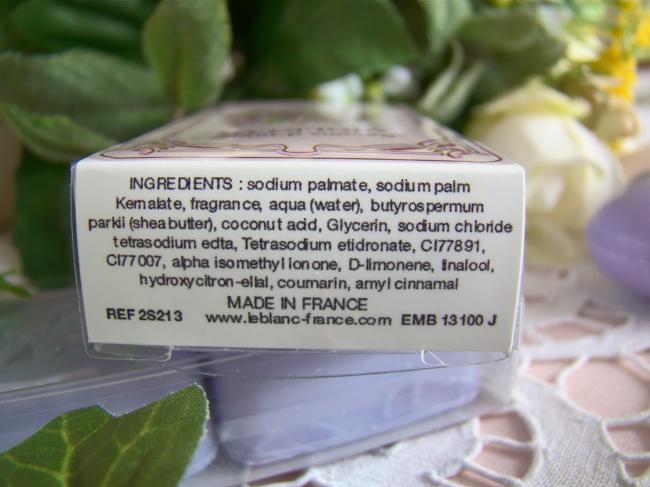 INGREDIENTS : sodium palmate, sodium palm
Kernalate, fragrance, aqua (water), butyrospermum
parkii (shea butter), coconut acid, Glycerin, sodium chloride
tetrasodium edta, Tetrasodium etidronate, CI77891,
CI77007, alpha isomethyl ionone, D-limonene, linalool,
hydroxycitron-ellal, coumarin, amyl cinnamal
MADE IN FRANCE
REF 2S213 www.leblanc-france.com EMB 13100 J